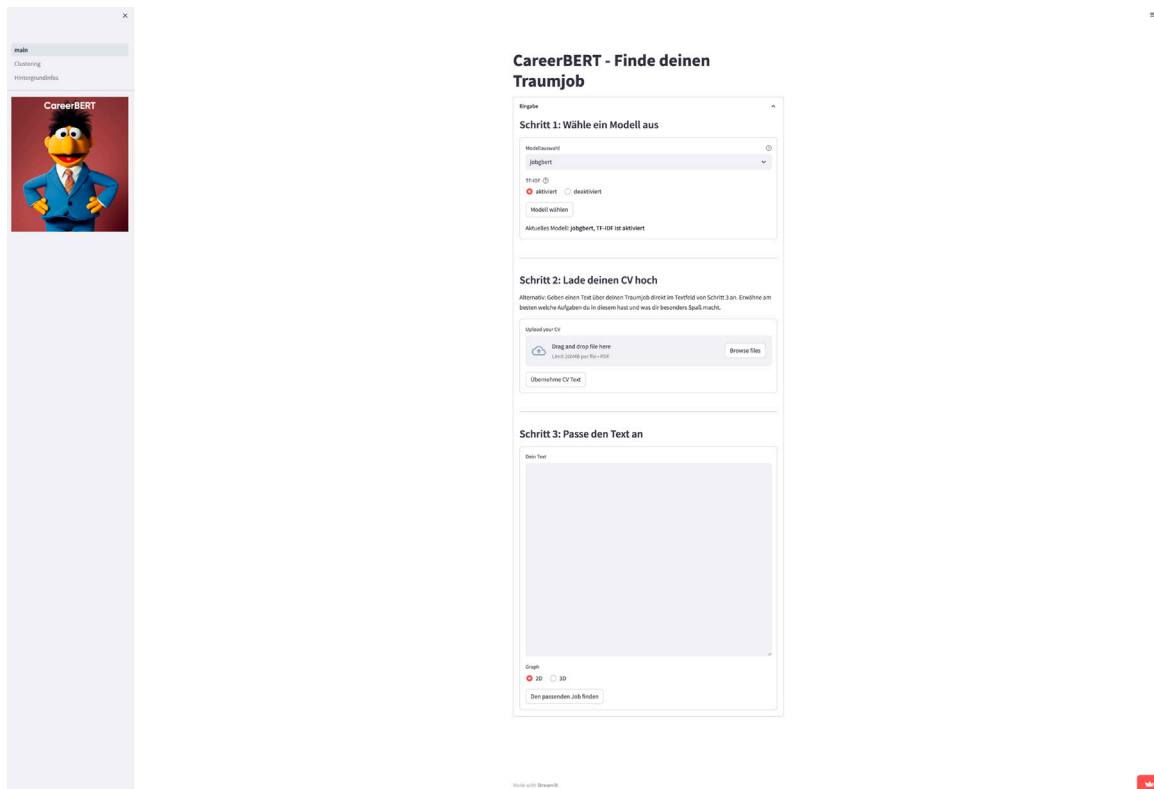 main
Clustering
Hintergrundinfos
CareerBERT
CareerBERT - Finde deinen
Traumjob
Eingabe
Schritt 1: Wähle ein Modell aus
Modellauswahl
jobgbert
TF-IDF
aktiviert
deaktiviert
Modell wählen
Aktuelles Modell: jobgbert, TF-IDF ist aktiviert
Schritt 2: Lade deinen CV hoch
Alternativ: Geben einen Text über deinen Traumjob direkt im Textfeld von Schritt 3 an. Erwähne am
besten welche Aufgaben du in diesem hast und was dir besonders Spaß macht.
Upload your CV
Drag and drop file here
Limit 200MB per file • PDF
Browse files
Übernehme CV Text
Schritt 3: Passe den Text an
Dein Text
Graph
2D
3D
Den passenden Job finden
Made with Streamlit